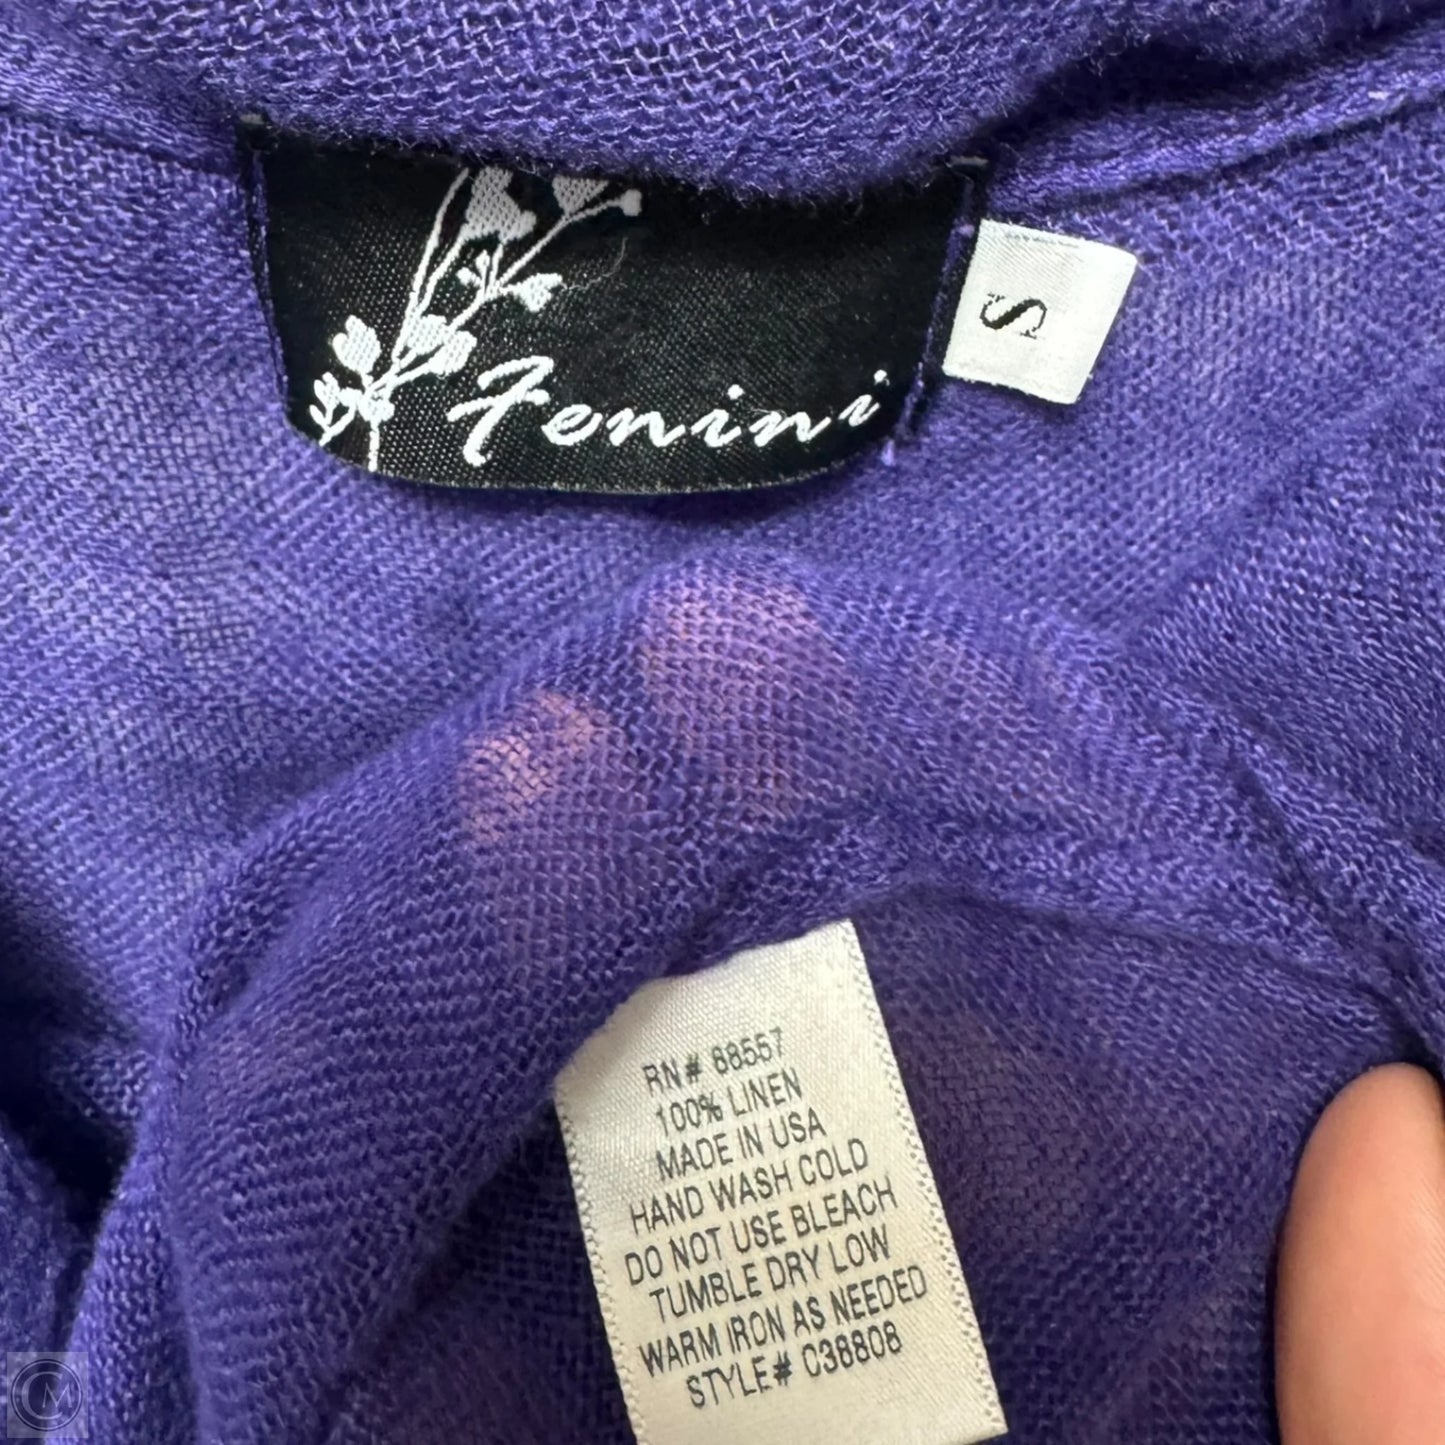 Fenini
S
RN# 88557
100% LINEN
MADE IN USA
HAND WASH COLD
DO NOT USE BLEACH
TUMBLE DRY LOW
WARM IRON AS NEEDED
STYLE# C38808
CM